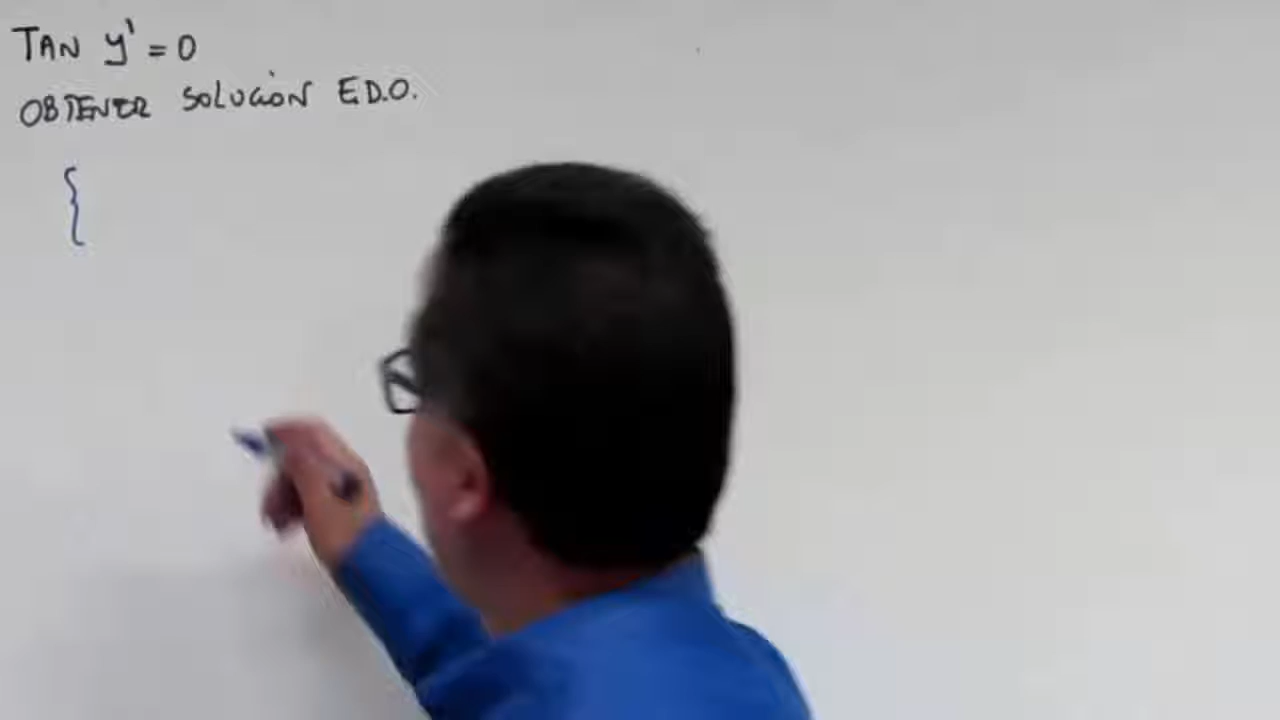 TAN y' = 0
OBTENER SOLUCIÓN E.D.O.
{